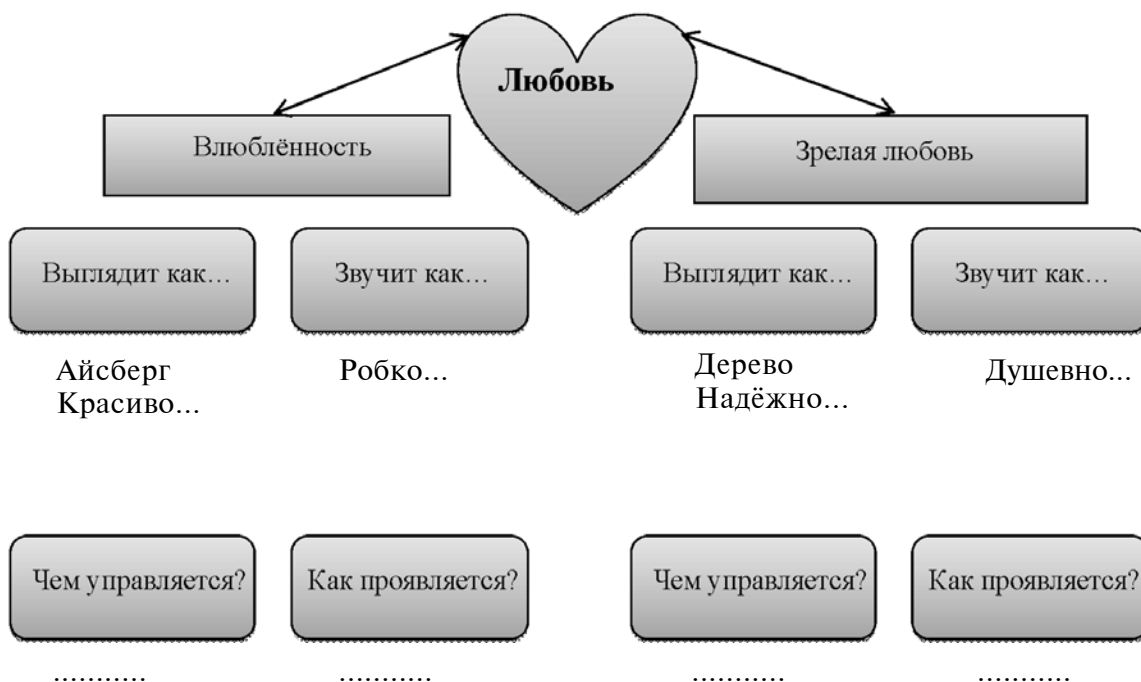 Любовь
Влюблённость
Зрелая любовь
Выглядит как...
Звучит как...
Выглядит как...
Звучит как...
Айсберг
Красиво...
Робко...
Дерево
Надёжно...
Душевно...
Чем управляется?
Как проявляется?
Чем управляется?
Как проявляется?
...........
...........
...........
...........